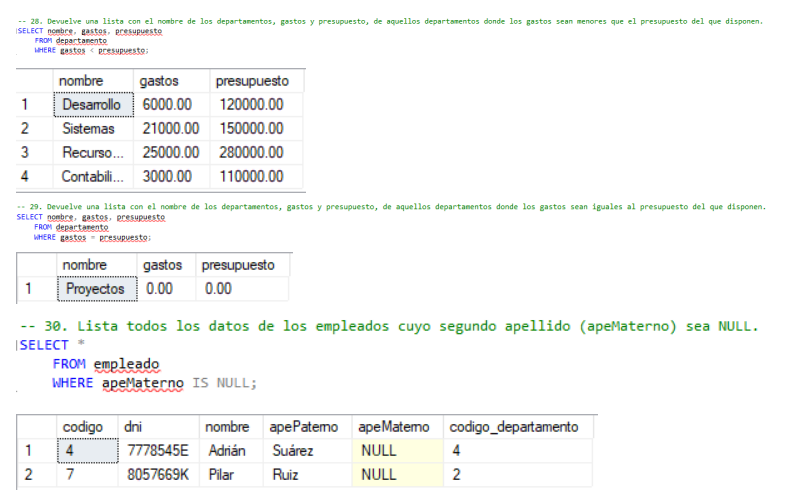 -- 28. Devuelve una lista con el nombre de los departamentos, gastos y presupuesto, de aquellos departamentos donde los gastos sean menores que el presupuesto del que disponen.
SELECT nombre, gastos, presupuesto
FROM departamento
WHERE gastos < presupuesto;
nombre gastos presupuesto
1 Desarrollo 6000.00 120000.00
2 Sistemas 21000.00 150000.00
3 Recurso... 25000.00 280000.00
4 Contabili... 3000.00 110000.00
-- 29. Devuelve una lista con el nombre de los departamentos, gastos y presupuesto, de aquellos departamentos donde los gastos sean iguales al presupuesto del que disponen.
SELECT nombre, gastos, presupuesto
FROM departamento
WHERE gastos = presupuesto;
nombre gastos presupuesto
1 Proyectos 0.00 0.00
-- 30. Lista todos los datos de los empleados cuyo segundo apellido (apeMaterno) sea NULL.
SELECT *
FROM empleado
WHERE apeMaterno IS NULL;
codigo dni nombre apePaterno apeMaterno codigo_departamento
1 4 7778545E Adrián Suárez NULL 4
2 7 8057669K Pilar Ruiz NULL 2